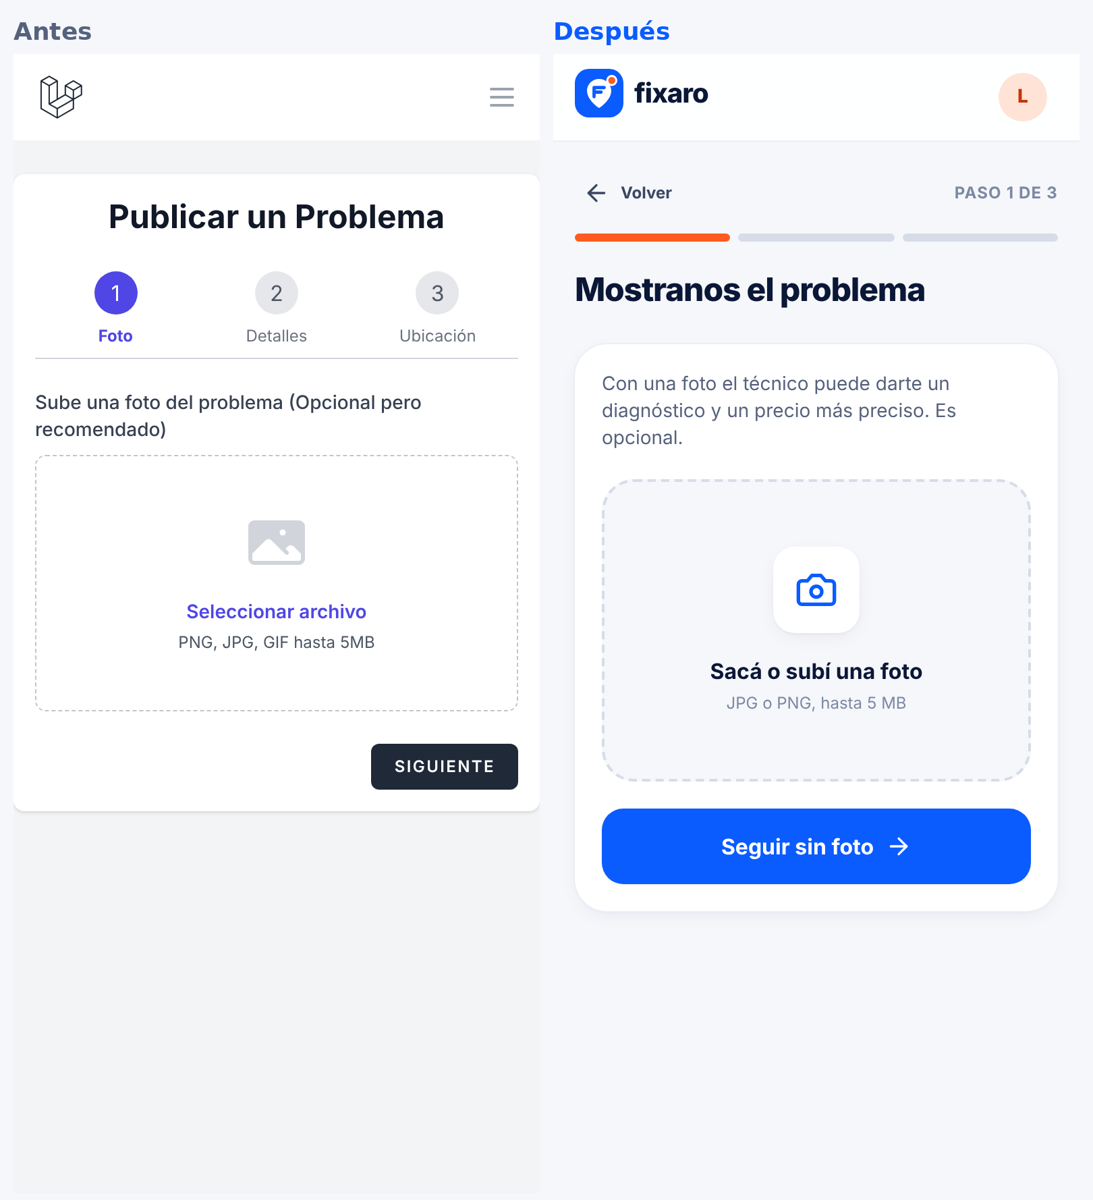 Antes
Publicar un Problema
1
2
3
Foto
Detalles
Ubicación
Sube una foto del problema (Opcional pero
recomendado)
Seleccionar archivo
PNG, JPG, GIF hasta 5MB
SIGUIENTE
Después
F
fixaro
L
Volver
PASO 1 DE 3
Mostranos el problema
Con una foto el técnico puede darte un
diagnóstico y un precio más preciso. Es
opcional.
Sacá o subí una foto
JPG o PNG, hasta 5 MB
Seguir sin foto